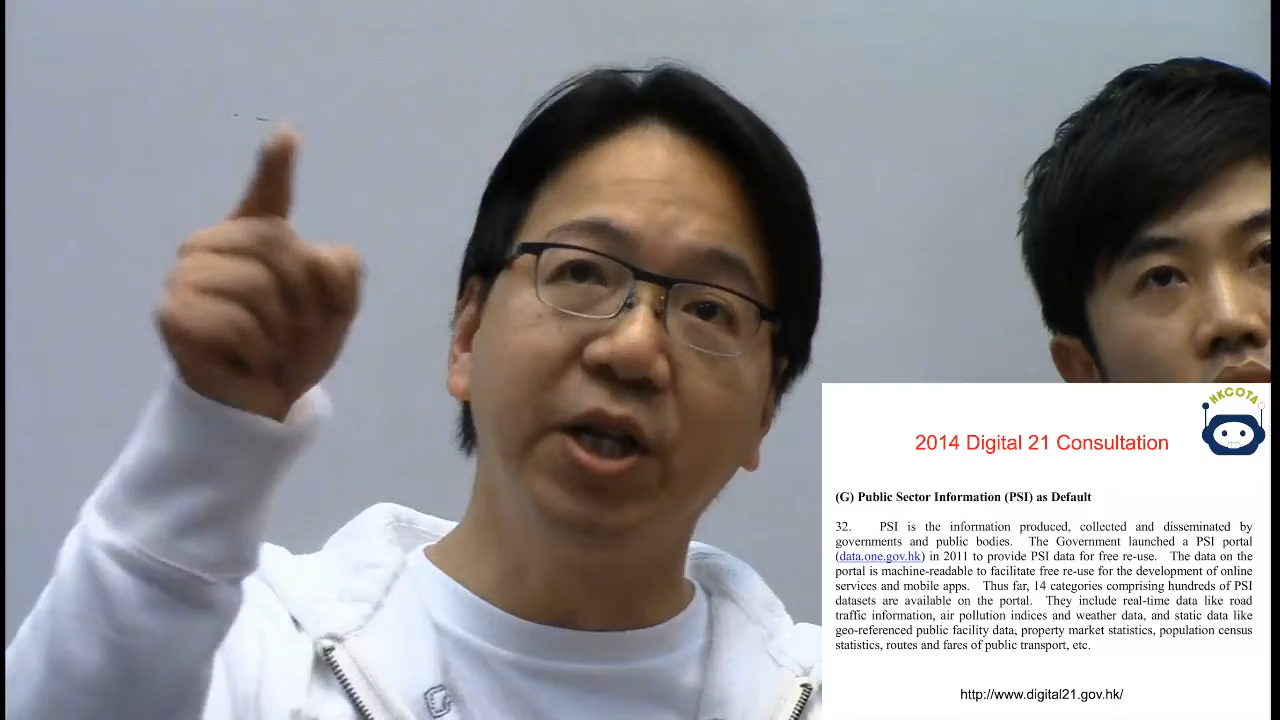 HKCOTA
2014 Digital 21 Consultation
(G) Public Sector Information (PSI) as Default
32. PSI is the information produced, collected and disseminated by
governments and public bodies. The Government launched a PSI portal
(data.one.gov.hk) in 2011 to provide PSI data for free re-use. The data on the
portal is machine-readable to facilitate free re-use for the development of online
services and mobile apps. Thus far, 14 categories comprising hundreds of PSI
datasets are available on the portal. They include real-time data like road
traffic information, air pollution indices and weather data, and static data like
geo-referenced public facility data, property market statistics, population census
statistics, routes and fares of public transport, etc.
http://www.digital21.gov.hk/